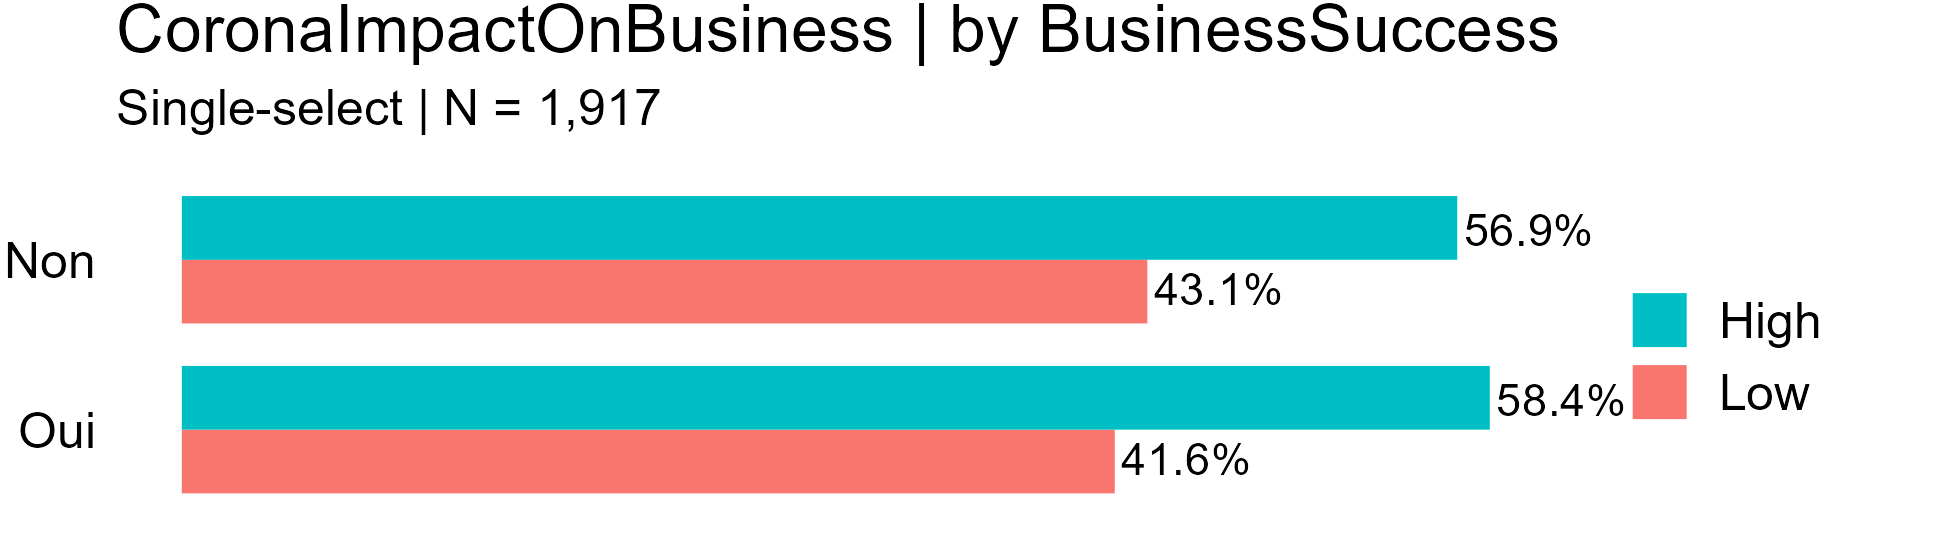 CoronaImpactOnBusiness | by BusinessSuccess
Single-select | N = 1,917
Non
56.9%
43.1%
Oui
58.4%
41.6%
High
Low